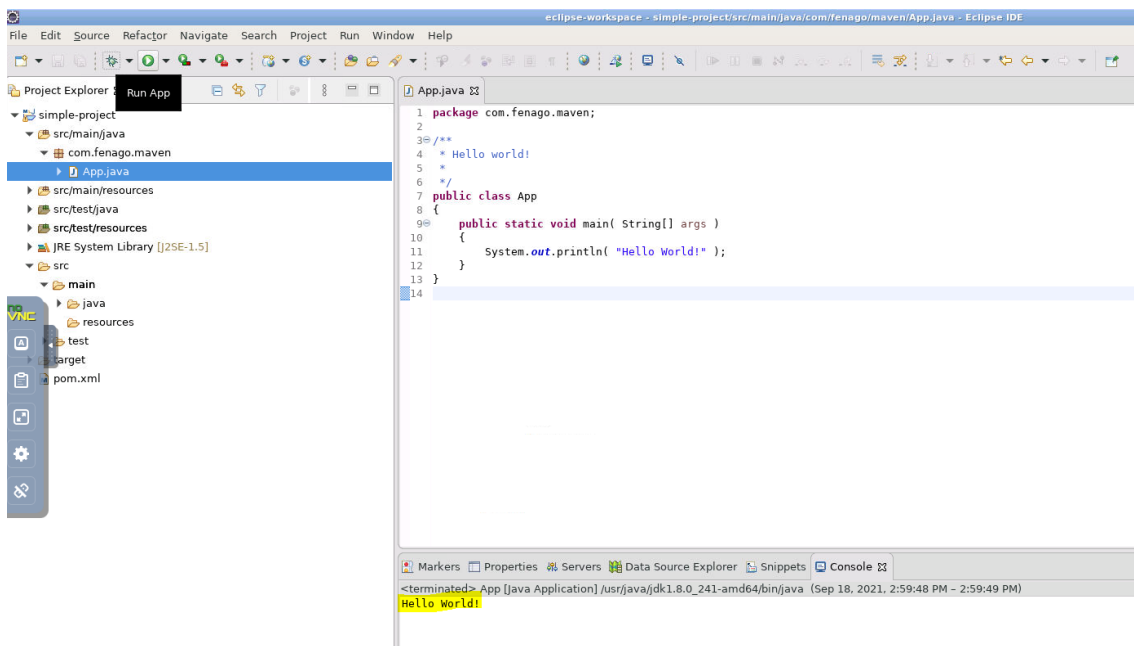 eclipse-workspace - simple-project/src/main/java/com/fenago/maven/App.java - Eclipse IDE
File Edit Source Refactor Navigate Search Project Run Window Help
Project Explorer
Run App
simple-project
src/main/java
com.fenago.maven
App.java
src/main/resources
src/test/java
src/test/resources
JRE System Library [J2SE-1.5]
src
main
java
resources
test
target
pom.xml
no
VNC
A
App.java
1 package com.fenago.maven;
2
3 /**
4 * Hello world!
5 *
6 */
7 public class App
8 {
9 public static void main( String[] args )
10 {
11 System.out.println( "Hello World!" );
12 }
13 }
14
Markers Properties Servers Data Source Explorer Snippets Console
<terminated> App [Java Application] /usr/java/jdk1.8.0_241-amd64/bin/java (Sep 18, 2021, 2:59:48 PM – 2:59:49 PM)
Hello World!